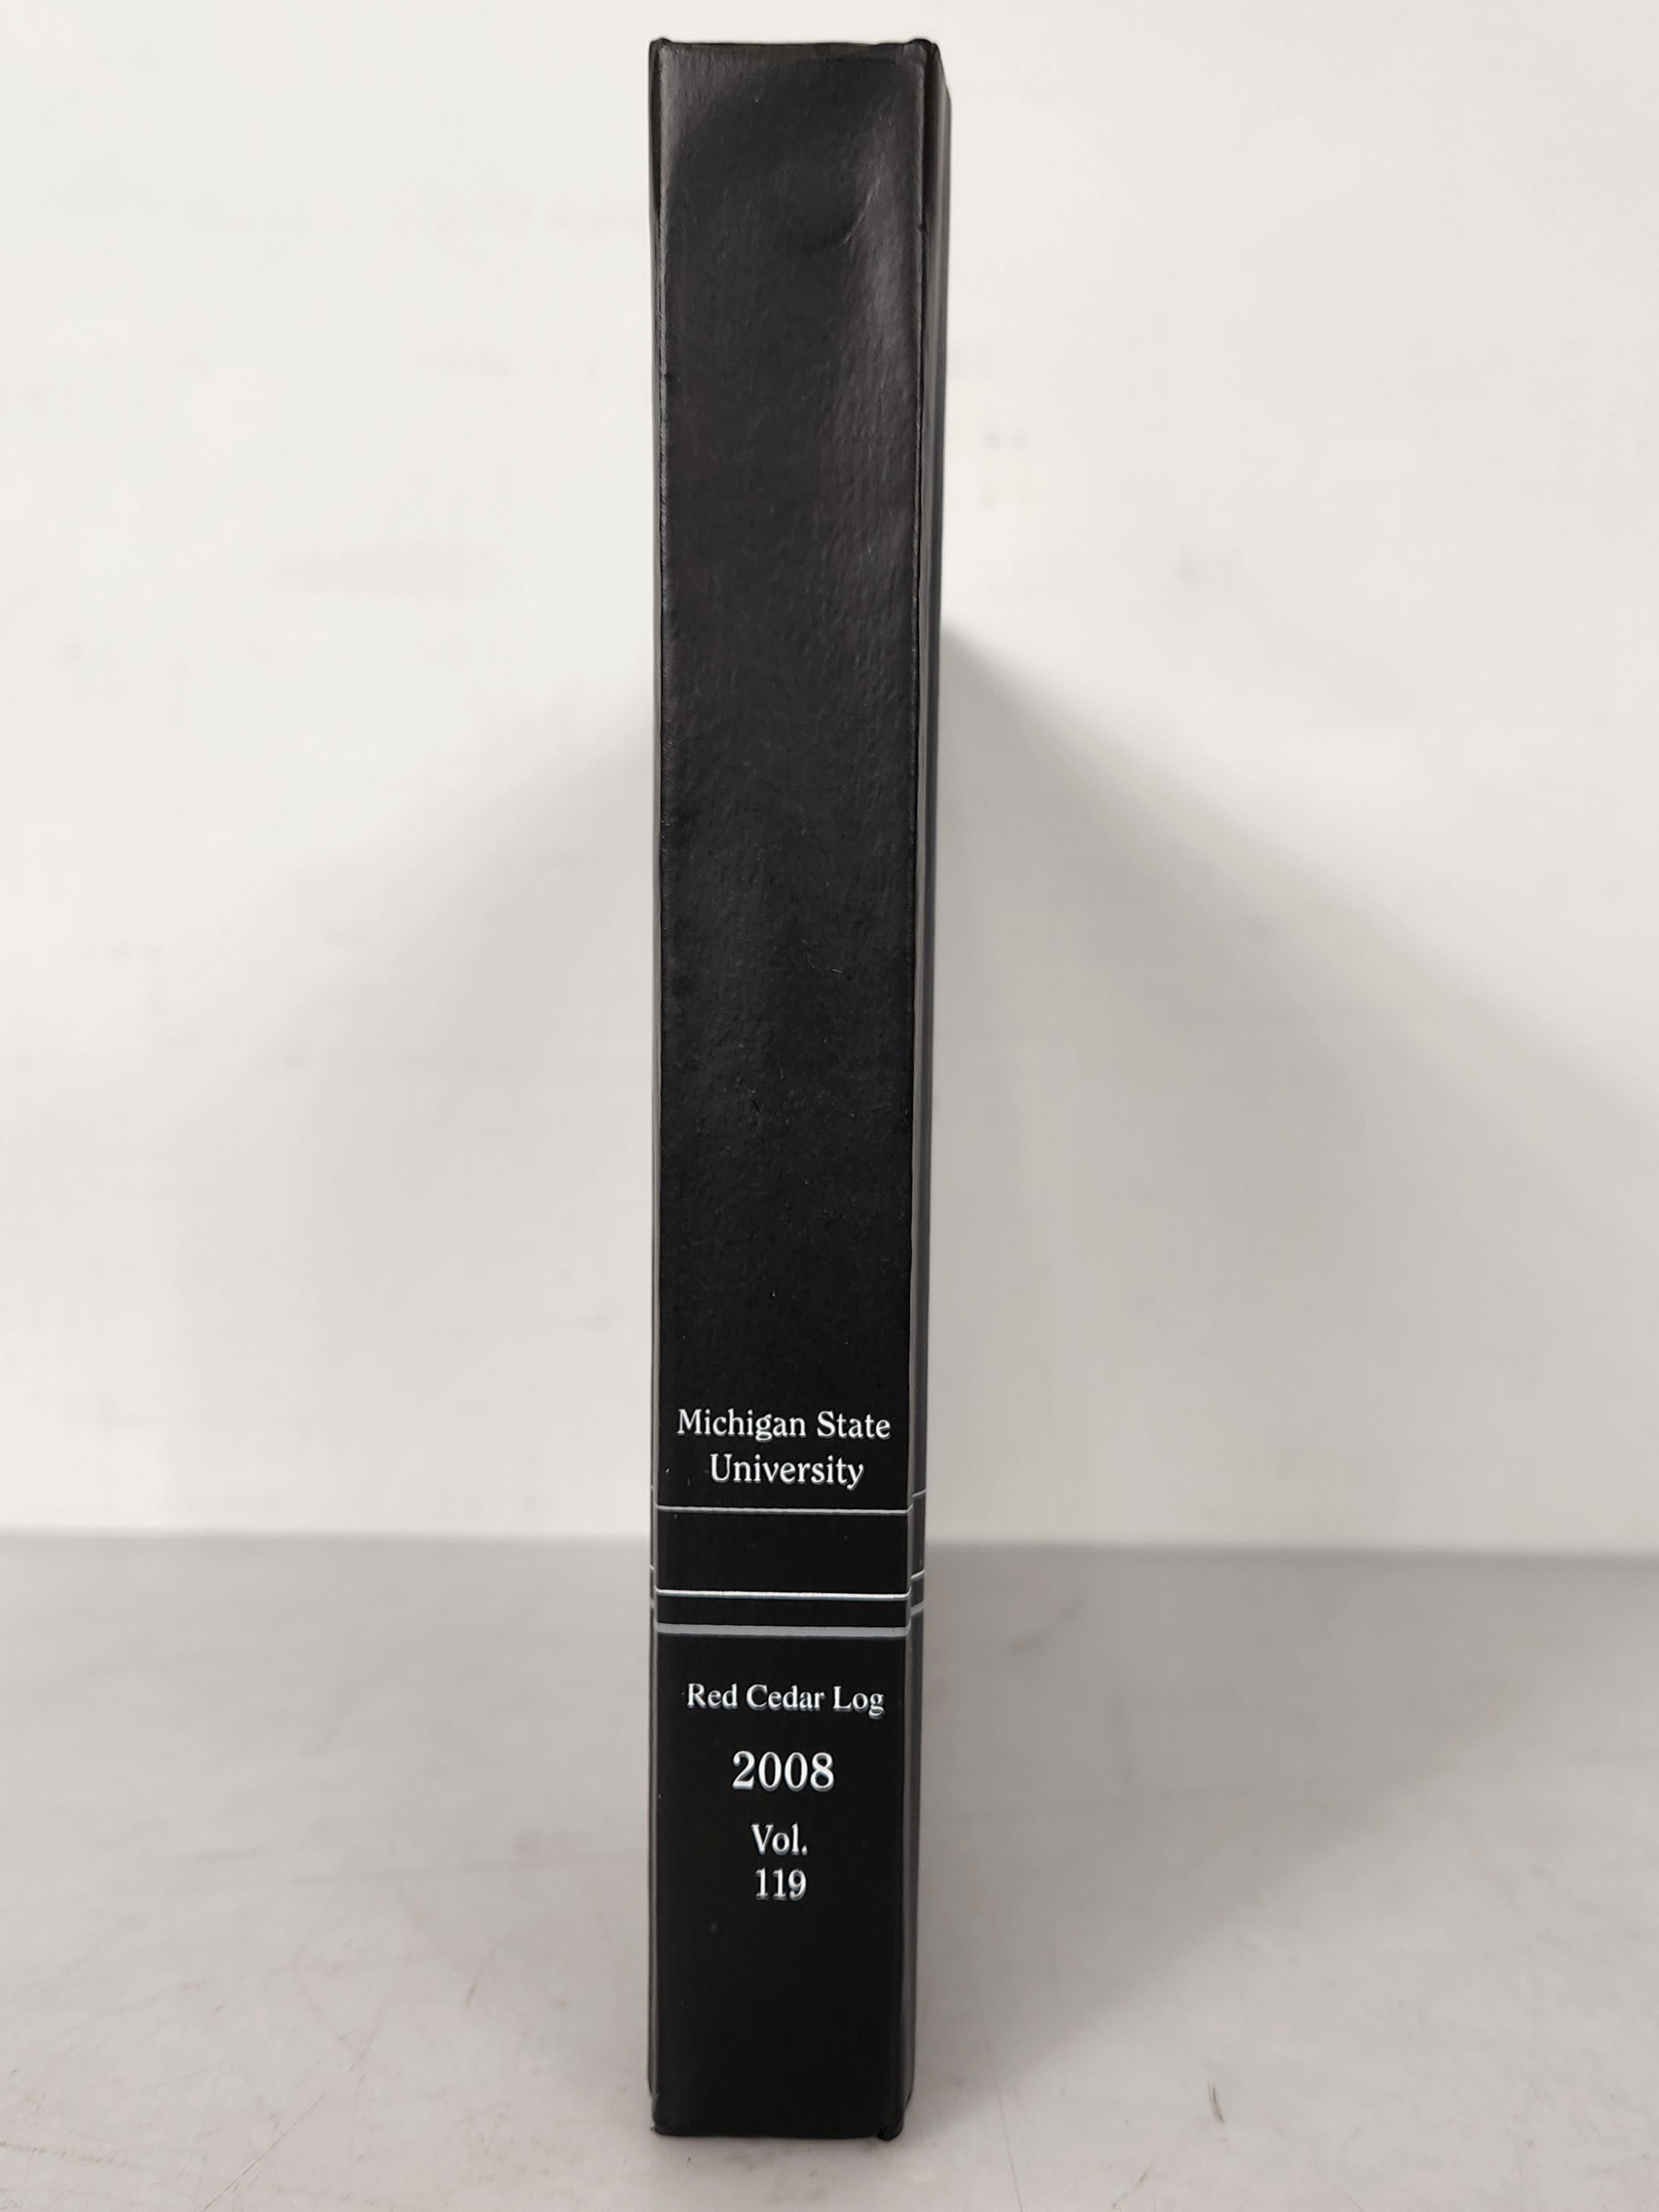 Michigan State
University
Red Cedar Log
2008
Vol.
119